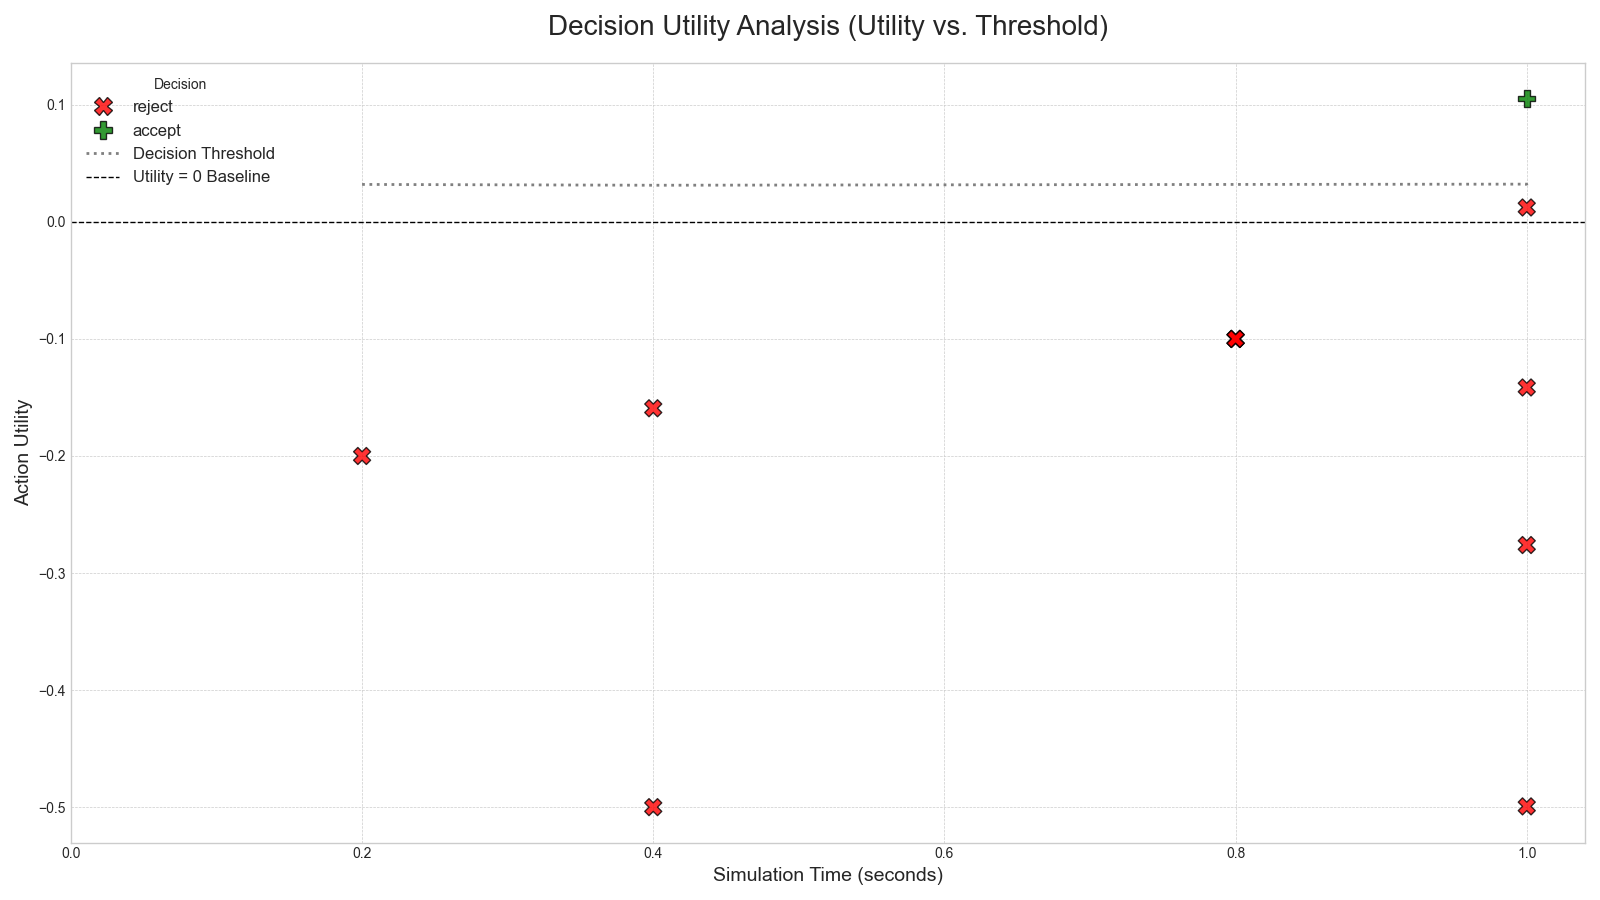 Decision Utility Analysis (Utility vs. Threshold)
Decision
reject
accept
Decision Threshold
Utility = 0 Baseline
0.1
0.0
−0.1
−0.2
−0.3
−0.4
−0.5
Action Utility
0.0 0.2 0.4 0.6 0.8 1.0
Simulation Time (seconds)